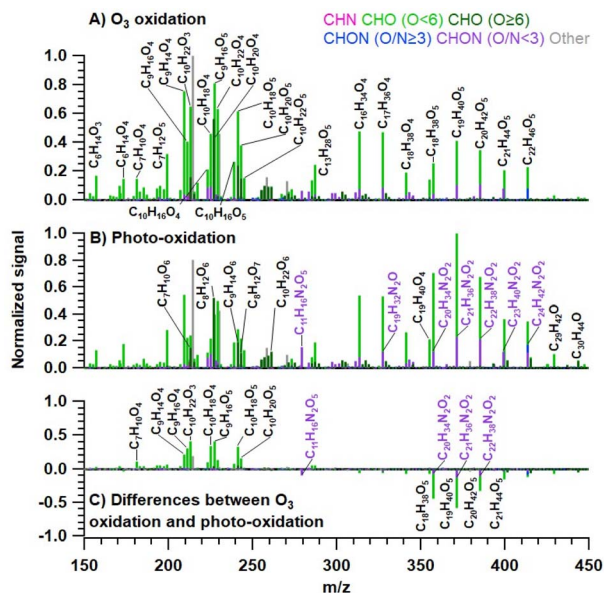 A) O3 oxidation
CHN CHO (O<6) CHO (O≥6)
CHON (O/N≥3) CHON (O/N<3) Other
1.0
0.8
0.6
0.4
0.2
0.0
C6H14O3
C6H14O4
C7H10O4
C7H12O5
C9H16O4
C9H14O4
C10H22O3
C10H18O4
C9H16O5
C10H22O4
C10H20O4
C10H18O5
C10H20O5
C10H22O5
C13H28O5
C16H34O4
C17H36O4
C18H38O4
C18H38O5
C19H40O5
C20H42O5
C21H44O5
C22H46O5
C10H16O4
C10H16O5
B) Photo-oxidation
1.0
0.8
0.6
0.4
0.2
0.0
C7H10O6
C8H12O6
C9H14O6
C8H12O7
C10H22O6
C11H16N2O5
C19H32N2O
C19H40O4
C20H34N2O2
C21H36N2O2
C22H38N2O2
C23H40N2O2
C24H42N2O2
C29H42O
C30H44O
Normalized signal
1.0
0.5
0.0
-0.5
-1.0
C7H10O4
C9H14O4
C9H16O4
C10H22O3
C10H18O4
C9H16O5
C10H18O5
C10H20O5
C11H16N2O5
C20H34N2O2
C21H36N2O2
C22H38N2O2
C18H38O5
C19H40O5
C20H42O5
C21H44O5
C) Differences between O3
oxidation and photo-oxidation
150 200 250 300 350 400 450
m/z